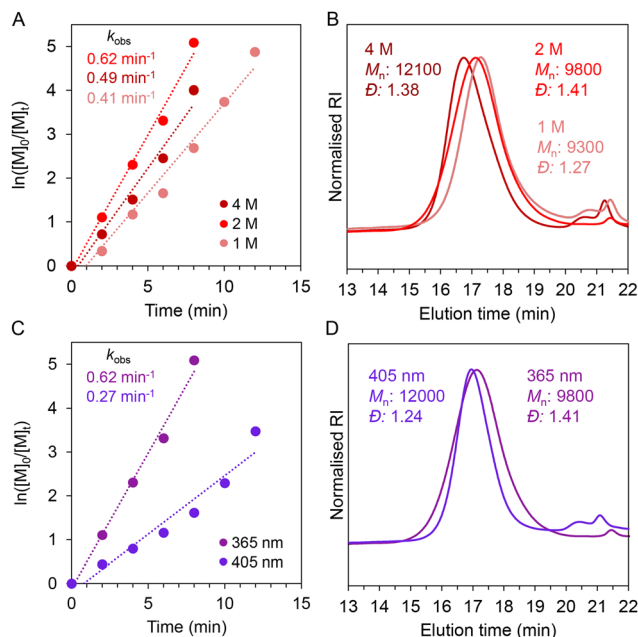 A
k_obs
0.62 min⁻¹
0.49 min⁻¹
0.41 min⁻¹
5
4
3
2
1
0
ln([M]₀/[M]ₜ)
4 M
2 M
1 M
0
5
10
15
Time (min)
B
4 M
Mₙ: 12100
Đ: 1.38
2 M
Mₙ: 9800
Đ: 1.41
1 M
Mₙ: 9300
Đ: 1.27
Normalised RI
13 14 15 16 17 18 19 20 21 22
Elution time (min)
C
k_obs
0.62 min⁻¹
0.27 min⁻¹
5
4
3
2
1
0
ln([M]₀/[M]ₜ)
365 nm
405 nm
0
5
10
15
Time (min)
D
405 nm
Mₙ: 12000
Đ: 1.24
365 nm
Mₙ: 9800
Đ: 1.41
Normalised RI
13 14 15 16 17 18 19 20 21 22
Elution time (min)